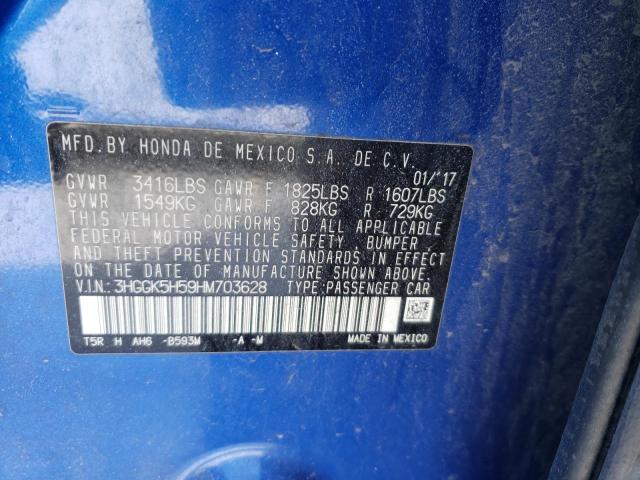 MFD. BY HONDA DE MEXICO S.A. DE C.V.
01/'17
GVWR 3416LBS GAWR F 1825LBS R 1607LBS
GVWR 1549KG GAWR F 828KG R 729KG
THIS VEHICLE CONFORMS TO ALL APPLICABLE
FEDERAL MOTOR VEHICLE SAFETY, BUMPER,
AND THEFT PREVENTION STANDARDS IN EFFECT
ON THE DATE OF MANUFACTURE SHOWN ABOVE.
V.I.N.: 3HGGK5H59HM703628 TYPE: PASSENGER CAR
T5R H AH6 -B593M -A -M MADE IN MEXICO